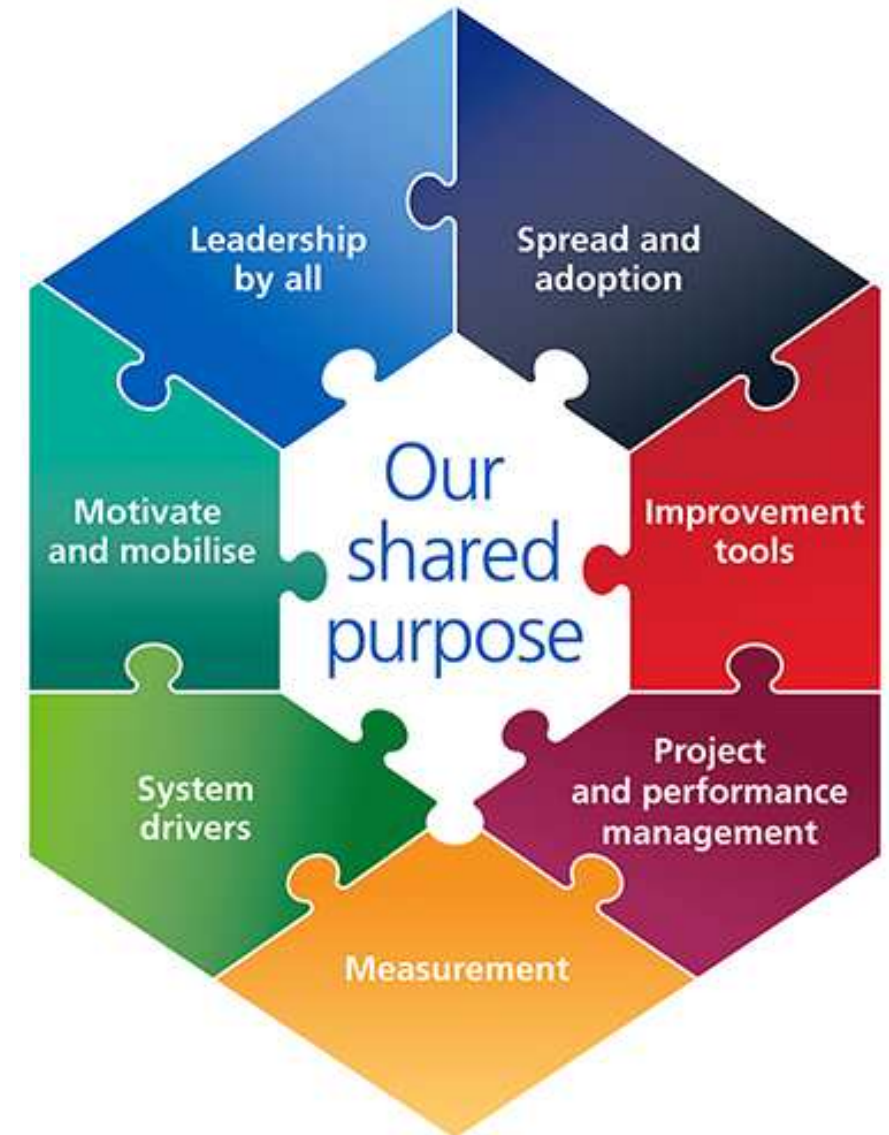 Leadership
by all
Spread and
adoption
Motivate
and mobilise
Our
shared
purpose
Improvement
tools
System
drivers
Project
and performance
management
Measurement